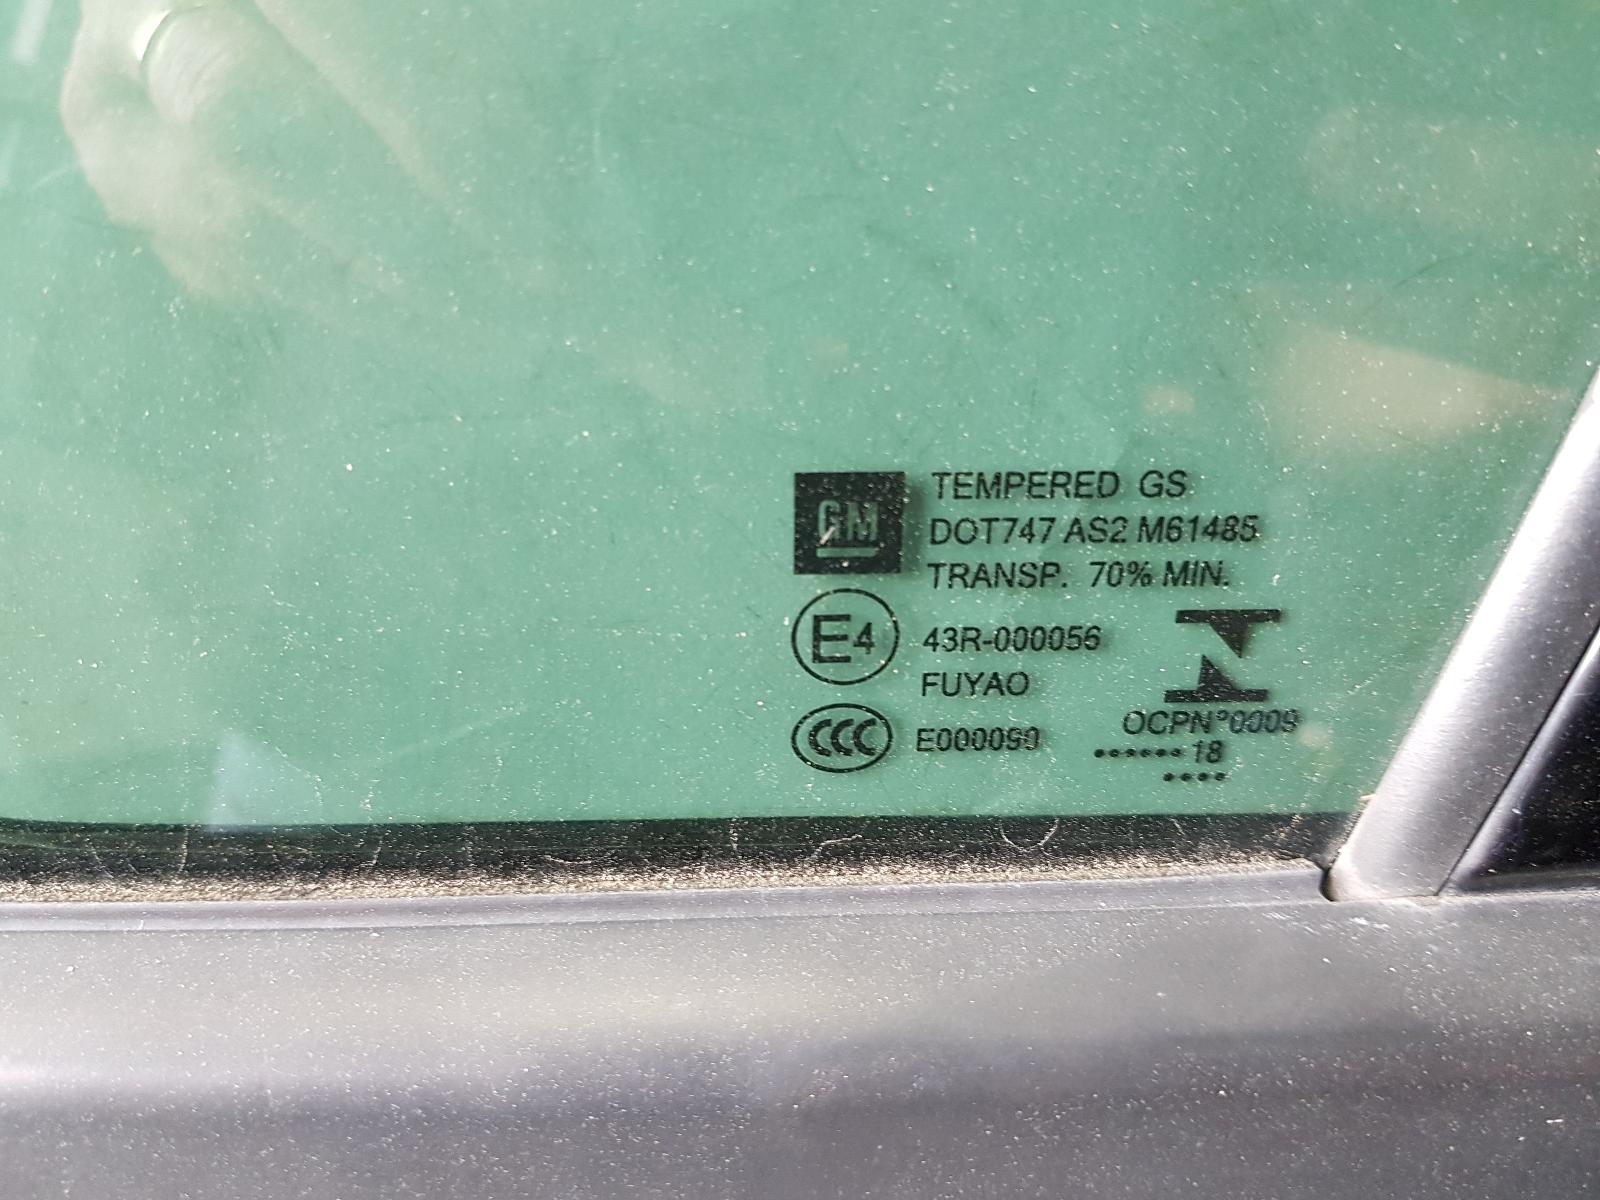 GM
TEMPERED GS
DOT747 AS2 M61485
TRANSP. 70% MIN.
E4
43R-000056
FUYAO
CCC
E000090
OCPN°0009
•••••• 18
••••